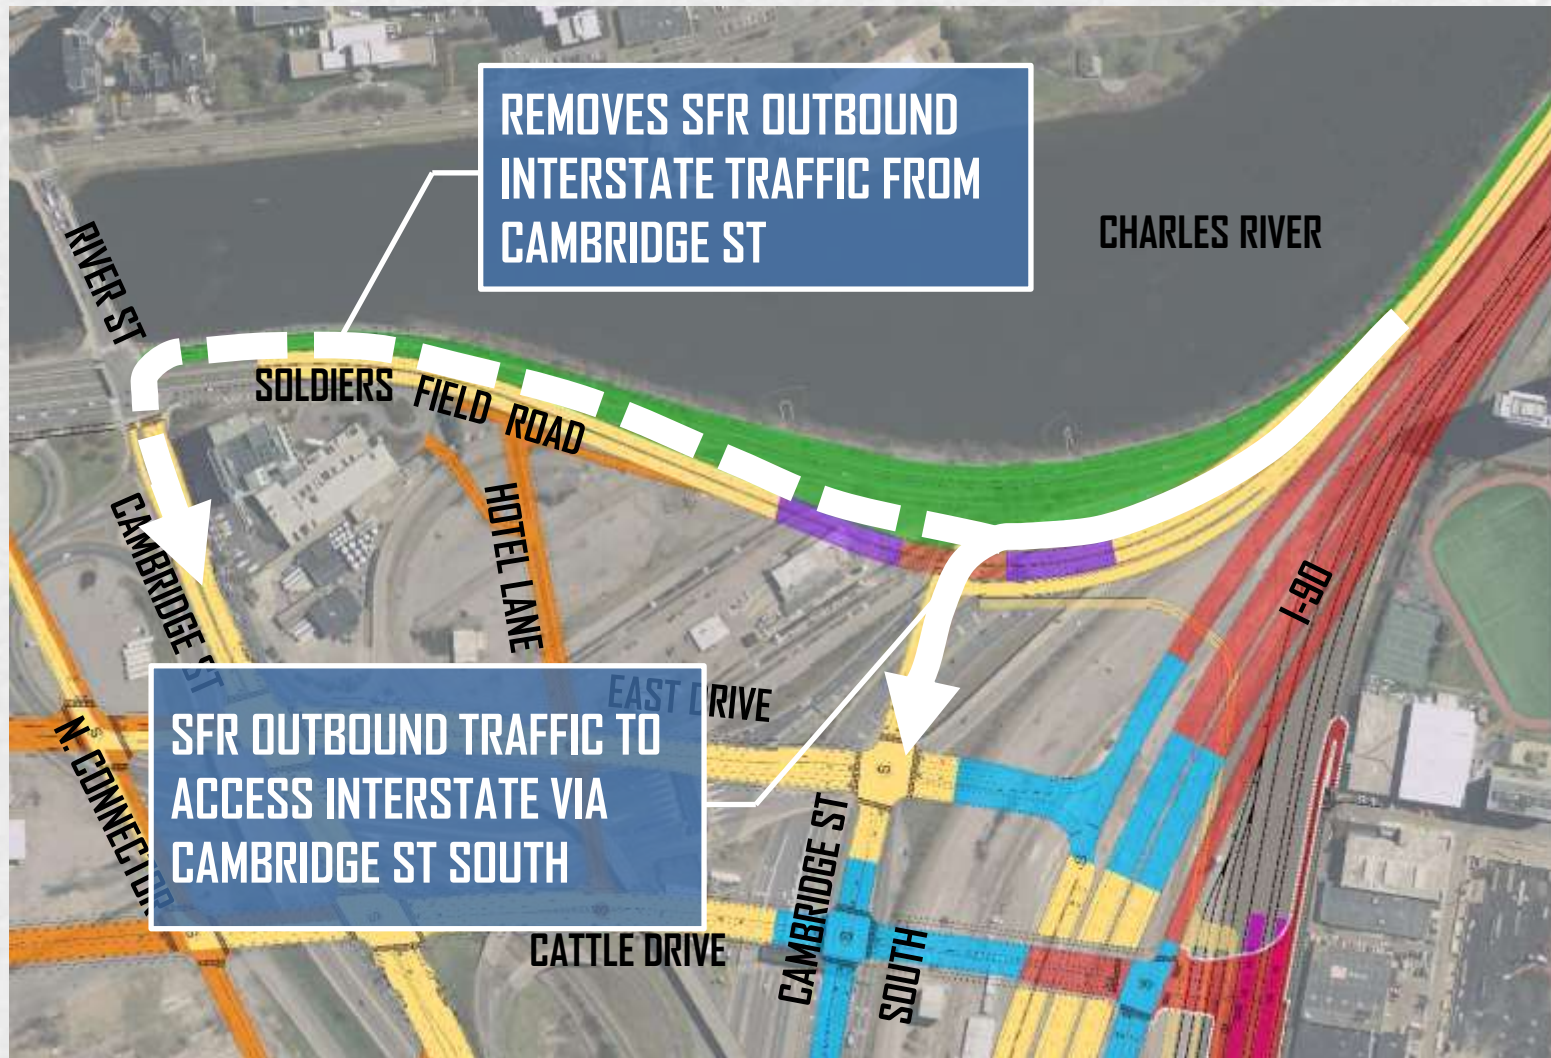 REMOVES SFR OUTBOUND
INTERSTATE TRAFFIC FROM
CAMBRIDGE ST
CHARLES RIVER
RIVER ST
SOLDIERS FIELD ROAD
HOTEL LANE
CAMBRIDGE ST
I-90
EAST DRIVE
SFR OUTBOUND TRAFFIC TO
ACCESS INTERSTATE VIA
CAMBRIDGE ST SOUTH
N. CONNECTOR
CATTLE DRIVE
CAMBRIDGE ST
SOUTH
S
S
S
S
S